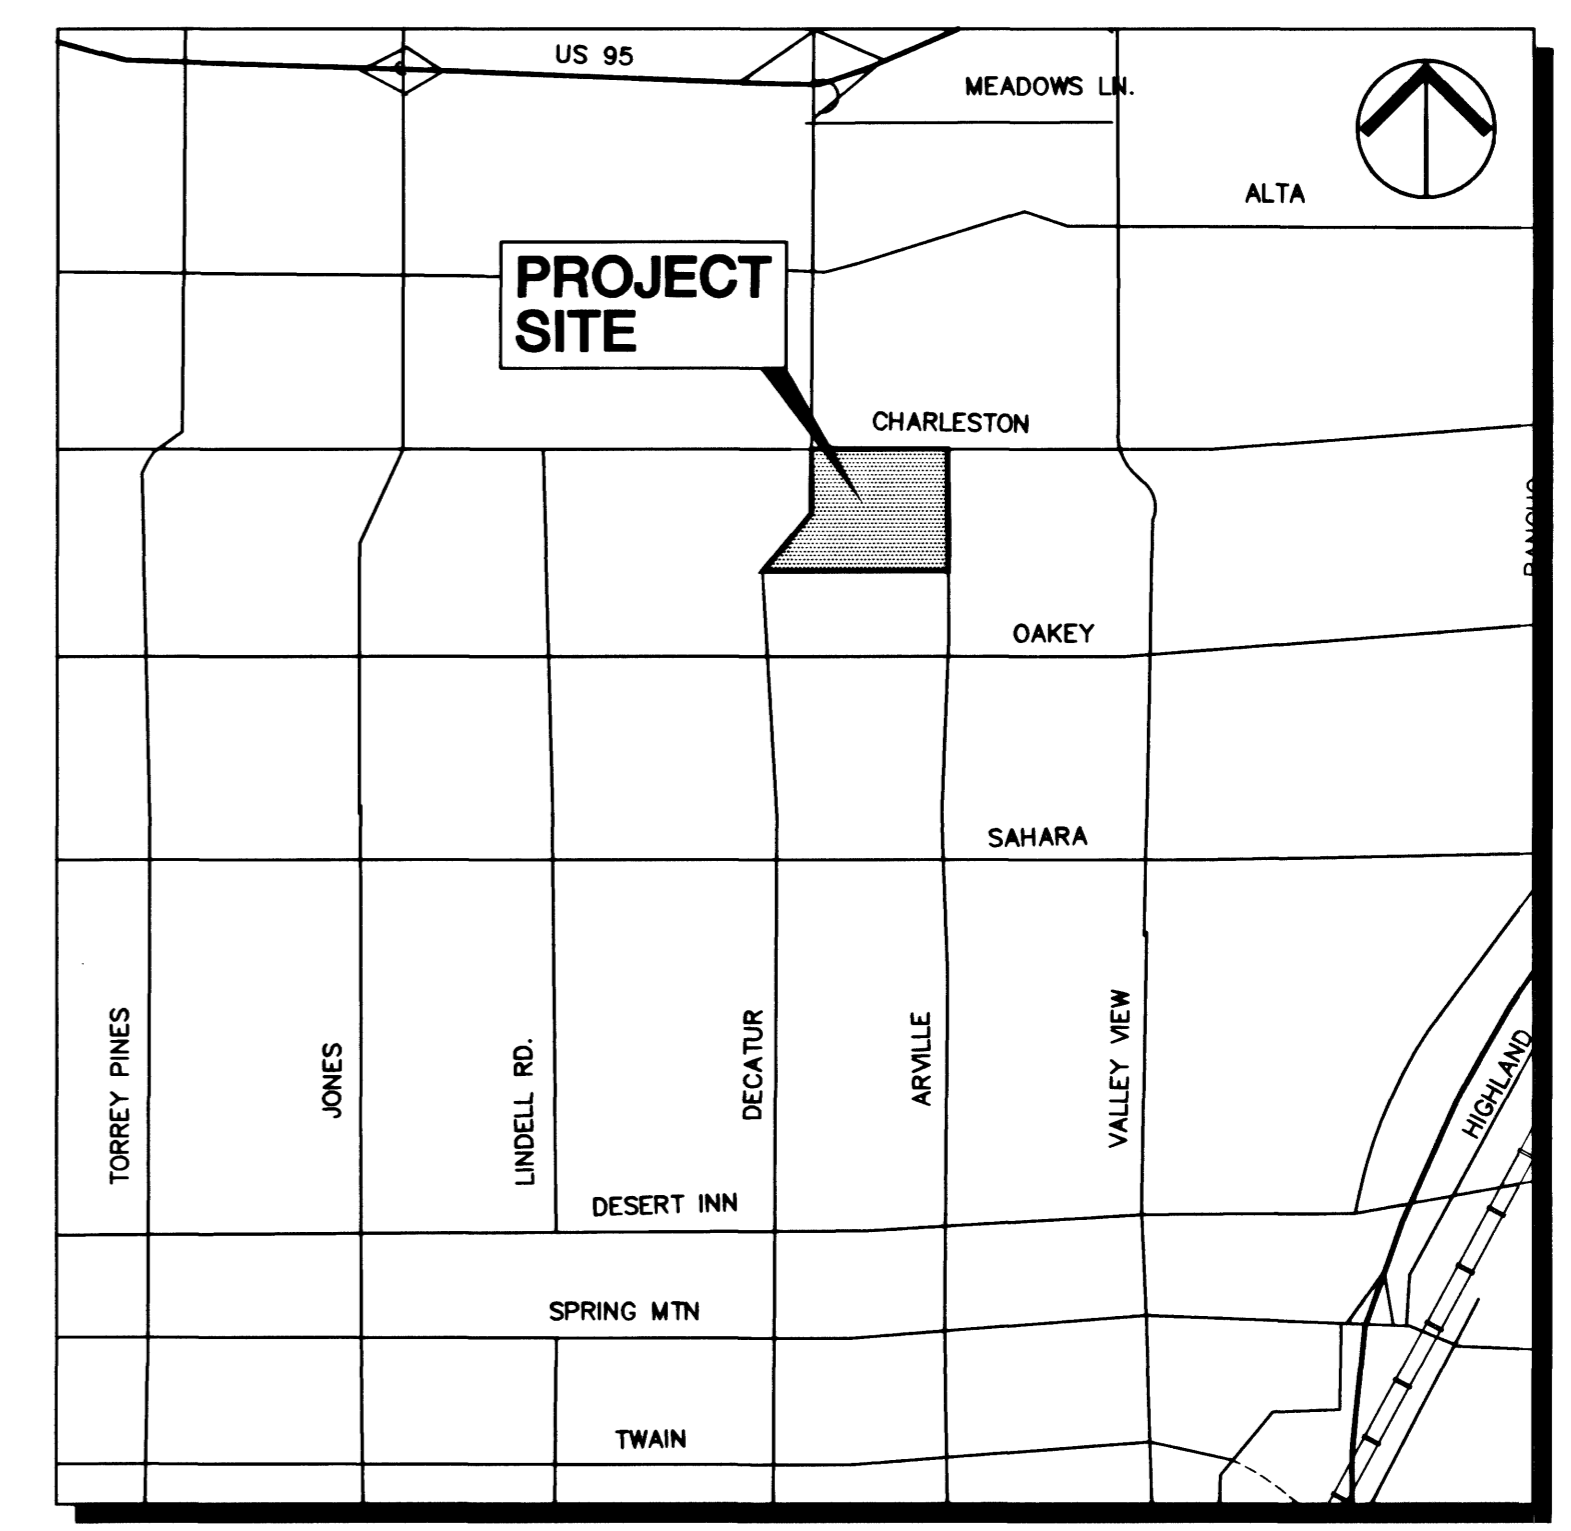 US 95
MEADOWS LN.
ALTA
PROJECT
SITE
CHARLESTON
RANCHO
OAKEY
SAHARA
TORREY PINES
JONES
LINDELL RD.
DECATUR
ARVILLE
VALLEY VIEW
HIGHLAND
DESERT INN
SPRING MTN
TWAIN